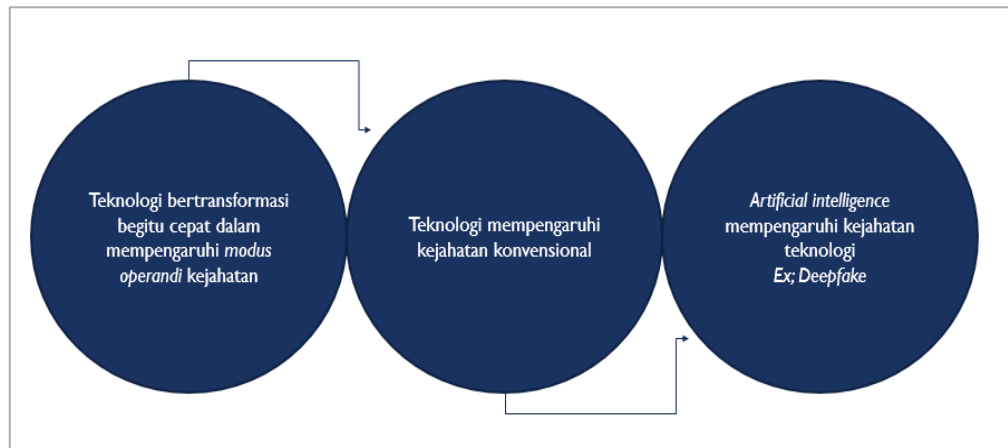 Teknologi bertransformasi
begitu cepat dalam
mempengaruhi modus
operandi kejahatan
Teknologi mempengaruhi
kejahatan konvensional
Artificial intelligence
mempengaruhi kejahatan
teknologi
Ex; Deepfake